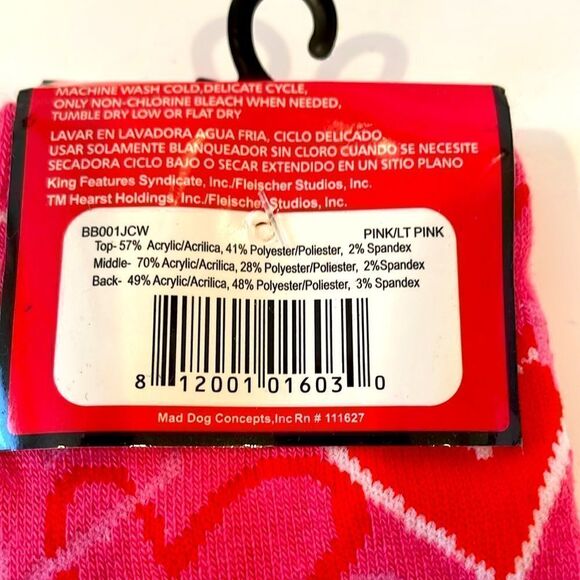 MACHINE WASH COLD,DELICATE CYCLE,
ONLY NON-CHLORINE BLEACH WHEN NEEDED,
TUMBLE DRY LOW OR FLAT DRY
LAVAR EN LAVADORA AGUA FRIA, CICLO DELICADO
USAR SOLAMENTE BLANQUEADOR SIN CLORO CUANDO SE NECESITE
SECADORA CICLO BAJO O SECAR EXTENDIDO EN UN SITIO PLANO
King Features Syndicate, Inc./Fleischer Studios, Inc.
TM Hearst Holdings, Inc./Fleischer Studios, Inc.
BB001JCW PINK/LT PINK
Top- 57% Acrylic/Acrilica, 41% Polyester/Poliester, 2% Spandex
Middle- 70% Acrylic/Acrilica, 28% Polyester/Poliester, 2%Spandex
Back- 49% Acrylic/Acrilica, 48% Polyester/Poliester, 3% Spandex
8 12001 01603 0
Mad Dog Concepts,Inc Rn # 111627